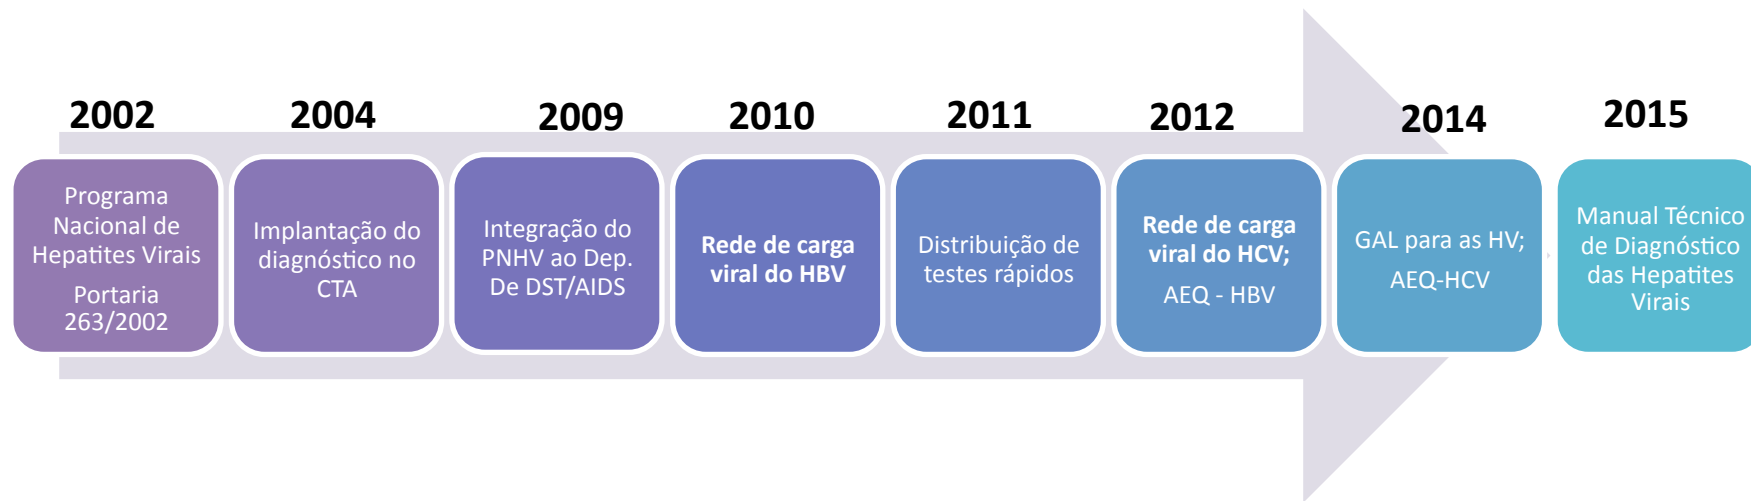 2002
Programa
Nacional de
Hepatites Virais
Portaria
263/2002
2004
Implantação do
diagnóstico no
CTA
2009
Integração do
PNHV ao Dep.
De DST/AIDS
2010
Rede de carga
viral do HBV
2011
Distribuição de
testes rápidos
2012
Rede de carga
viral do HCV;
AEQ - HBV
2014
GAL para as HV;
AEQ-HCV
2015
Manual Técnico
de Diagnóstico
das Hepatites
Virais